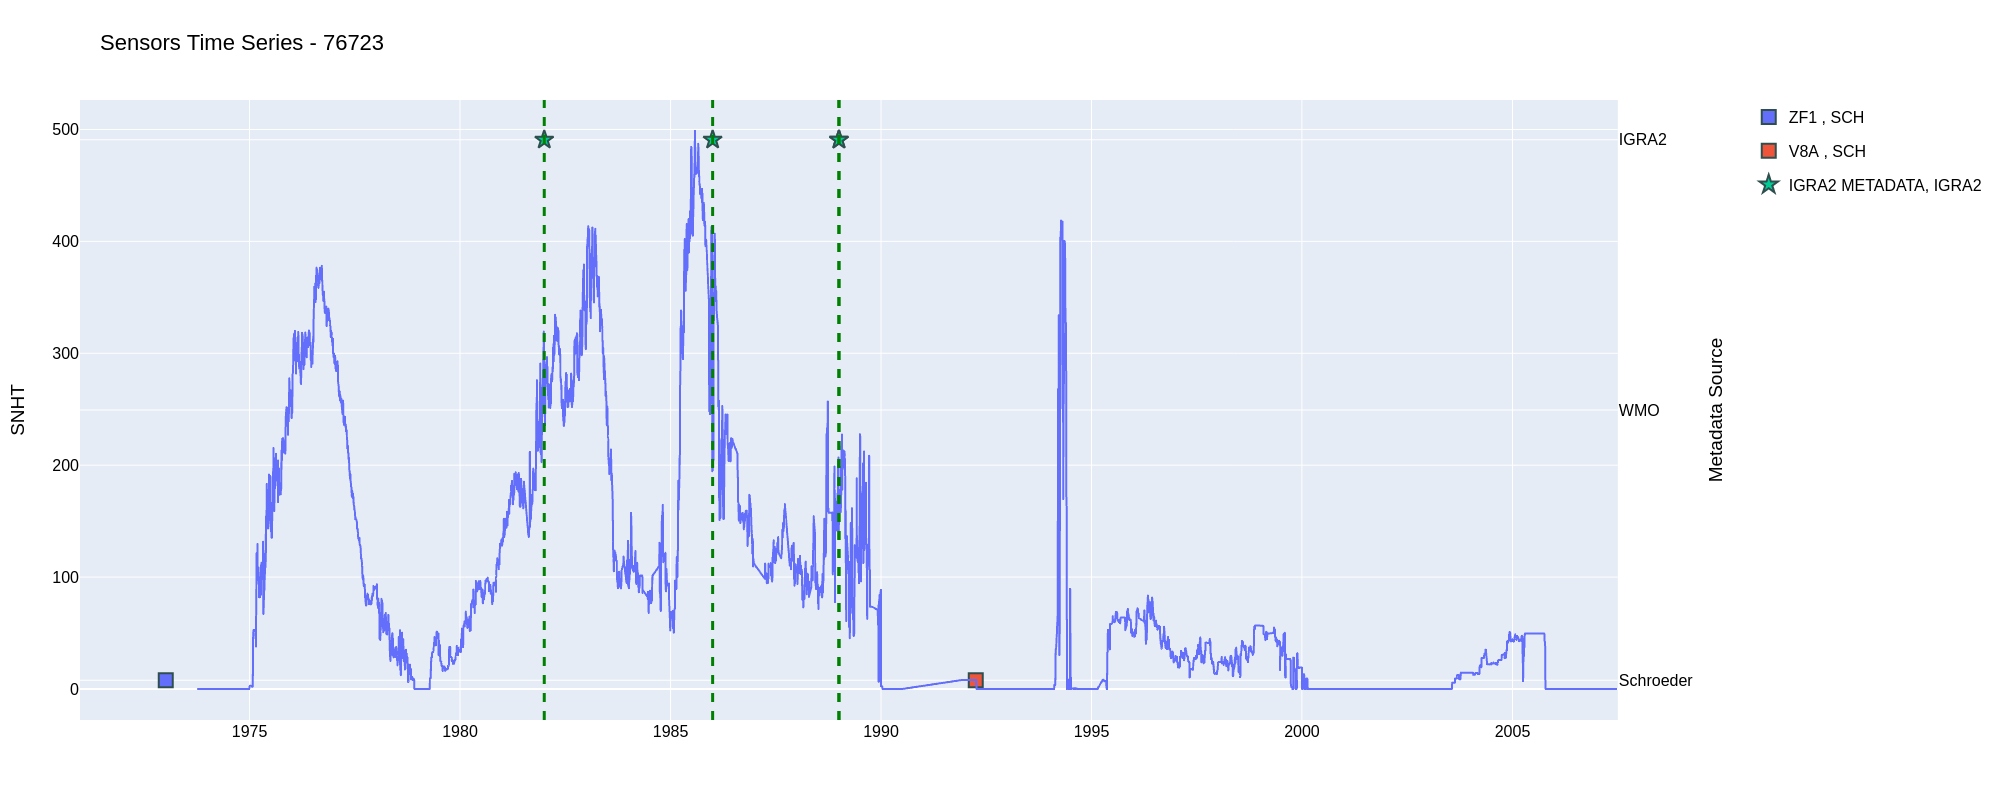 Sensors Time Series - 76723
SNHT
500
400
300
200
100
0
1975
1980
1985
1990
1995
2000
2005
IGRA2
WMO
Schroeder
Metadata Source
ZF1 , SCH
V8A , SCH
IGRA2 METADATA, IGRA2